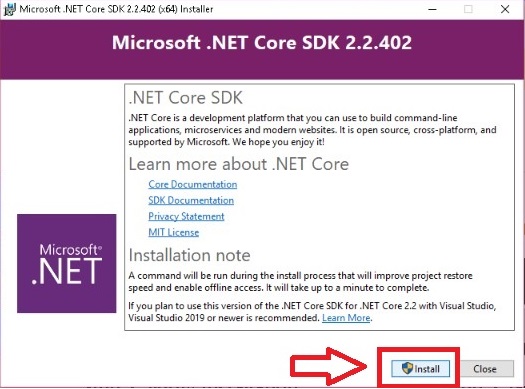 Microsoft .NET Core SDK 2.2.402 (x64) Installer
Microsoft .NET Core SDK 2.2.402
.NET Core SDK
.NET Core is a development platform that you can use to build command-line
applications, microservices and modern websites. It is open source, cross-platform, and
supported by Microsoft. We hope you enjoy it!
Learn more about .NET Core
Core Documentation
SDK Documentation
Privacy Statement
MIT License
Microsoft®
.NET
Installation note
A command will be run during the install process that will improve project restore
speed and enable offline access. It will take up to a minute to complete.
If you plan to use this version of the .NET Core SDK for .NET Core 2.2 with Visual Studio,
Visual Studio 2019 or newer is recommended. Learn More.
Install
Close